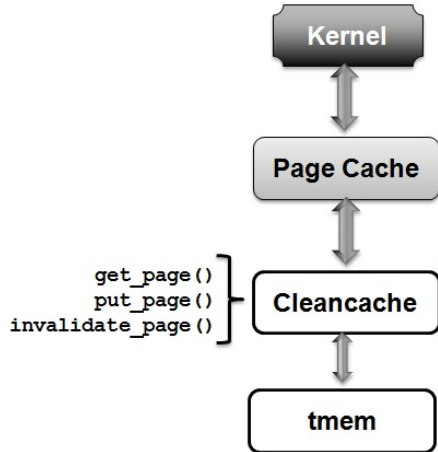 Kernel
Page Cache
get_page()
put_page()
invalidate_page()
Cleancache
tmem